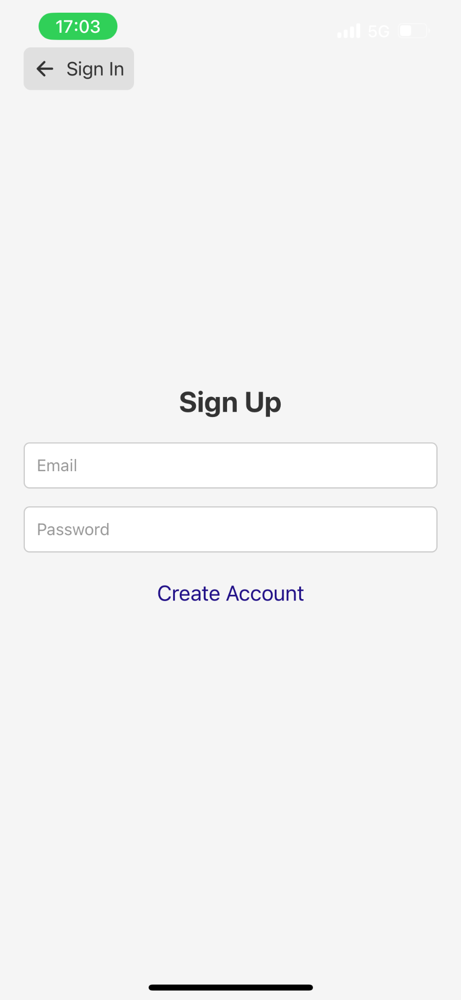 17:03
5G
Sign In
Sign Up
Email
Password
Create Account